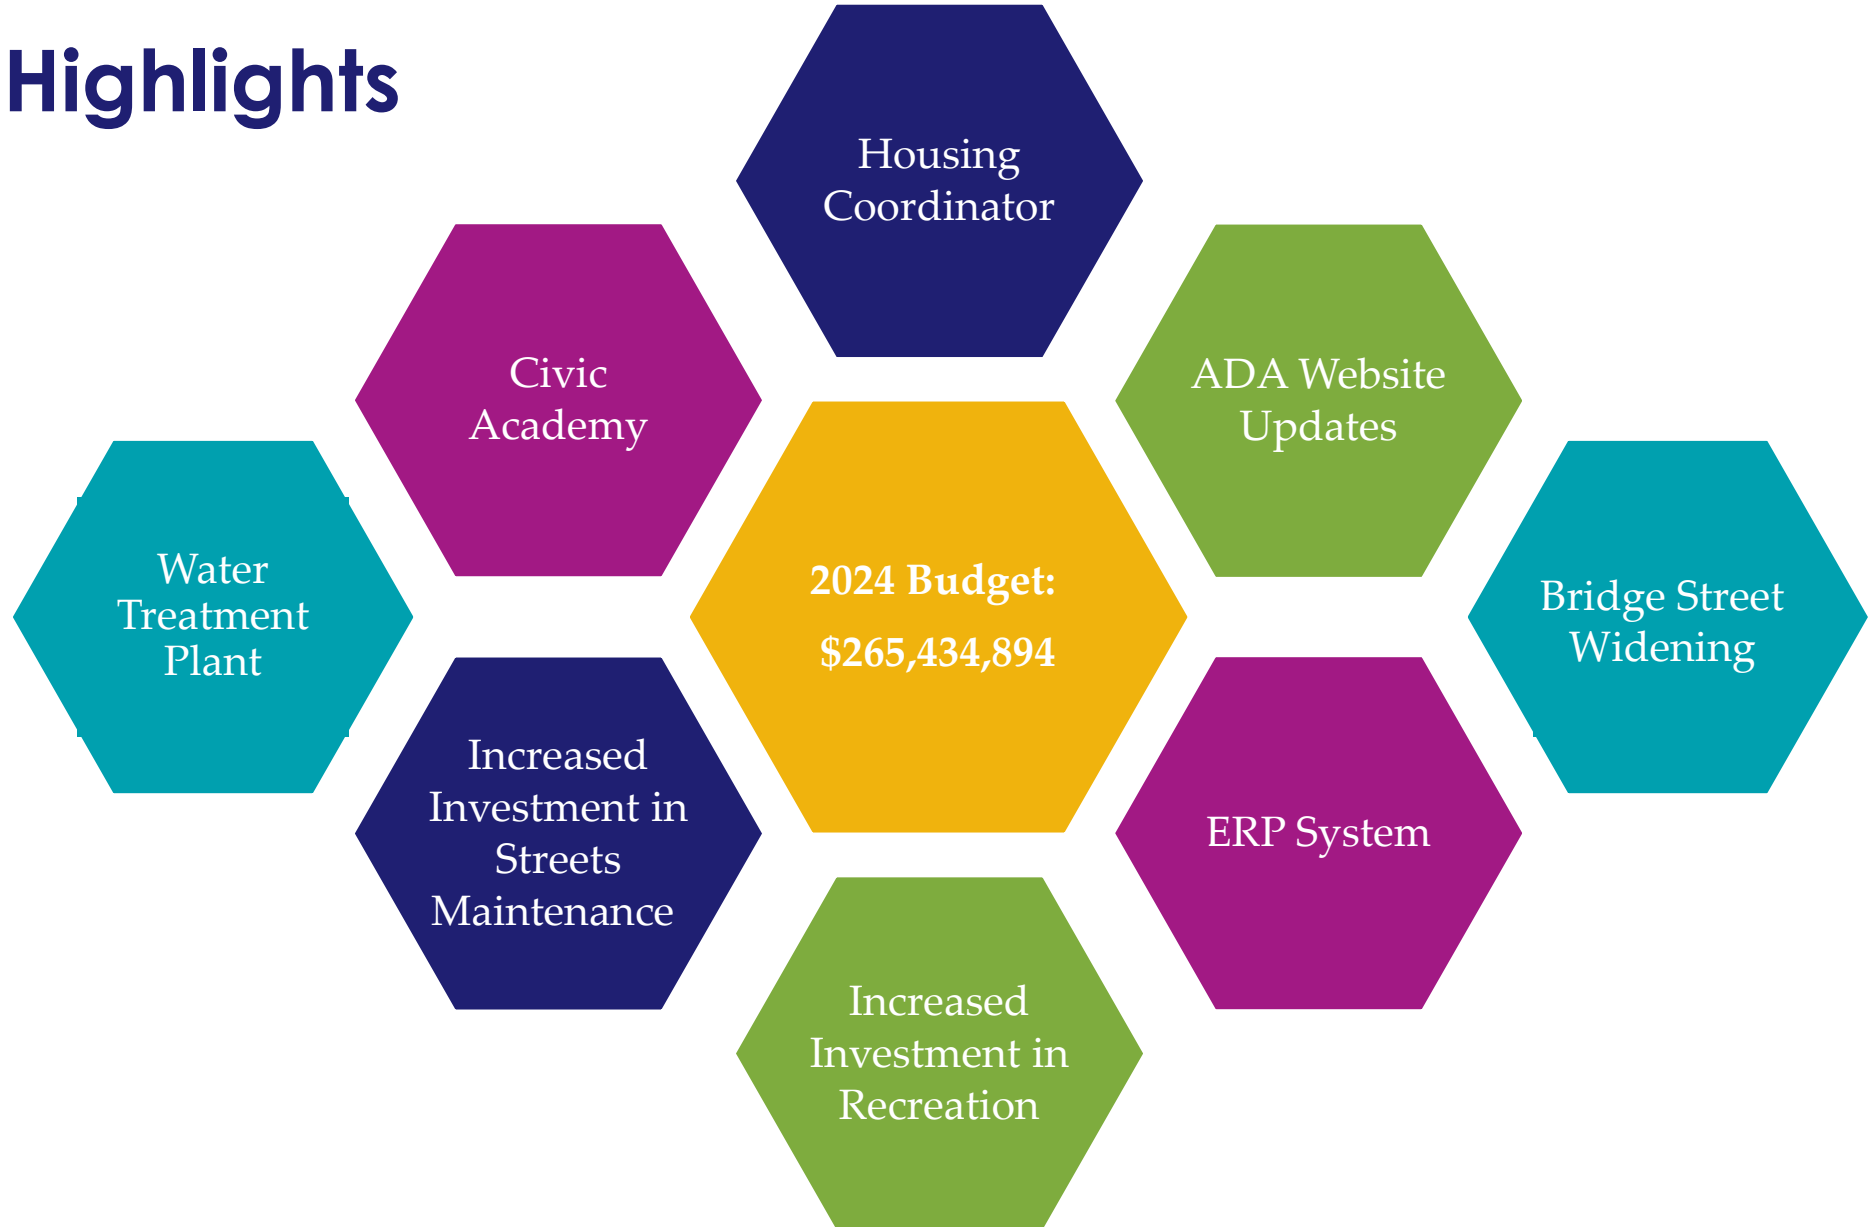 Highlights
Housing
Coordinator
Civic
Academy
ADA Website
Updates
Water
Treatment
Plant
2024 Budget:
$265,434,894
Bridge Street
Widening
Increased
Investment in
Streets
Maintenance
ERP System
Increased
Investment in
Recreation